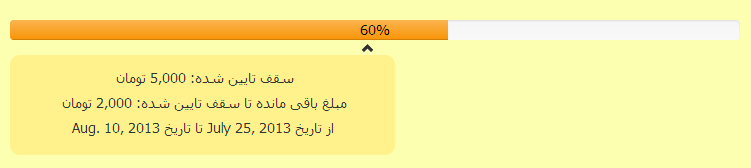 60%
سقف تایین شده: 5,000 تومان
مبلغ باقی مانده تا سقف تایین شده: 2,000 تومان
از تاریخ July 25, 2013 تا تاریخ Aug. 10, 2013